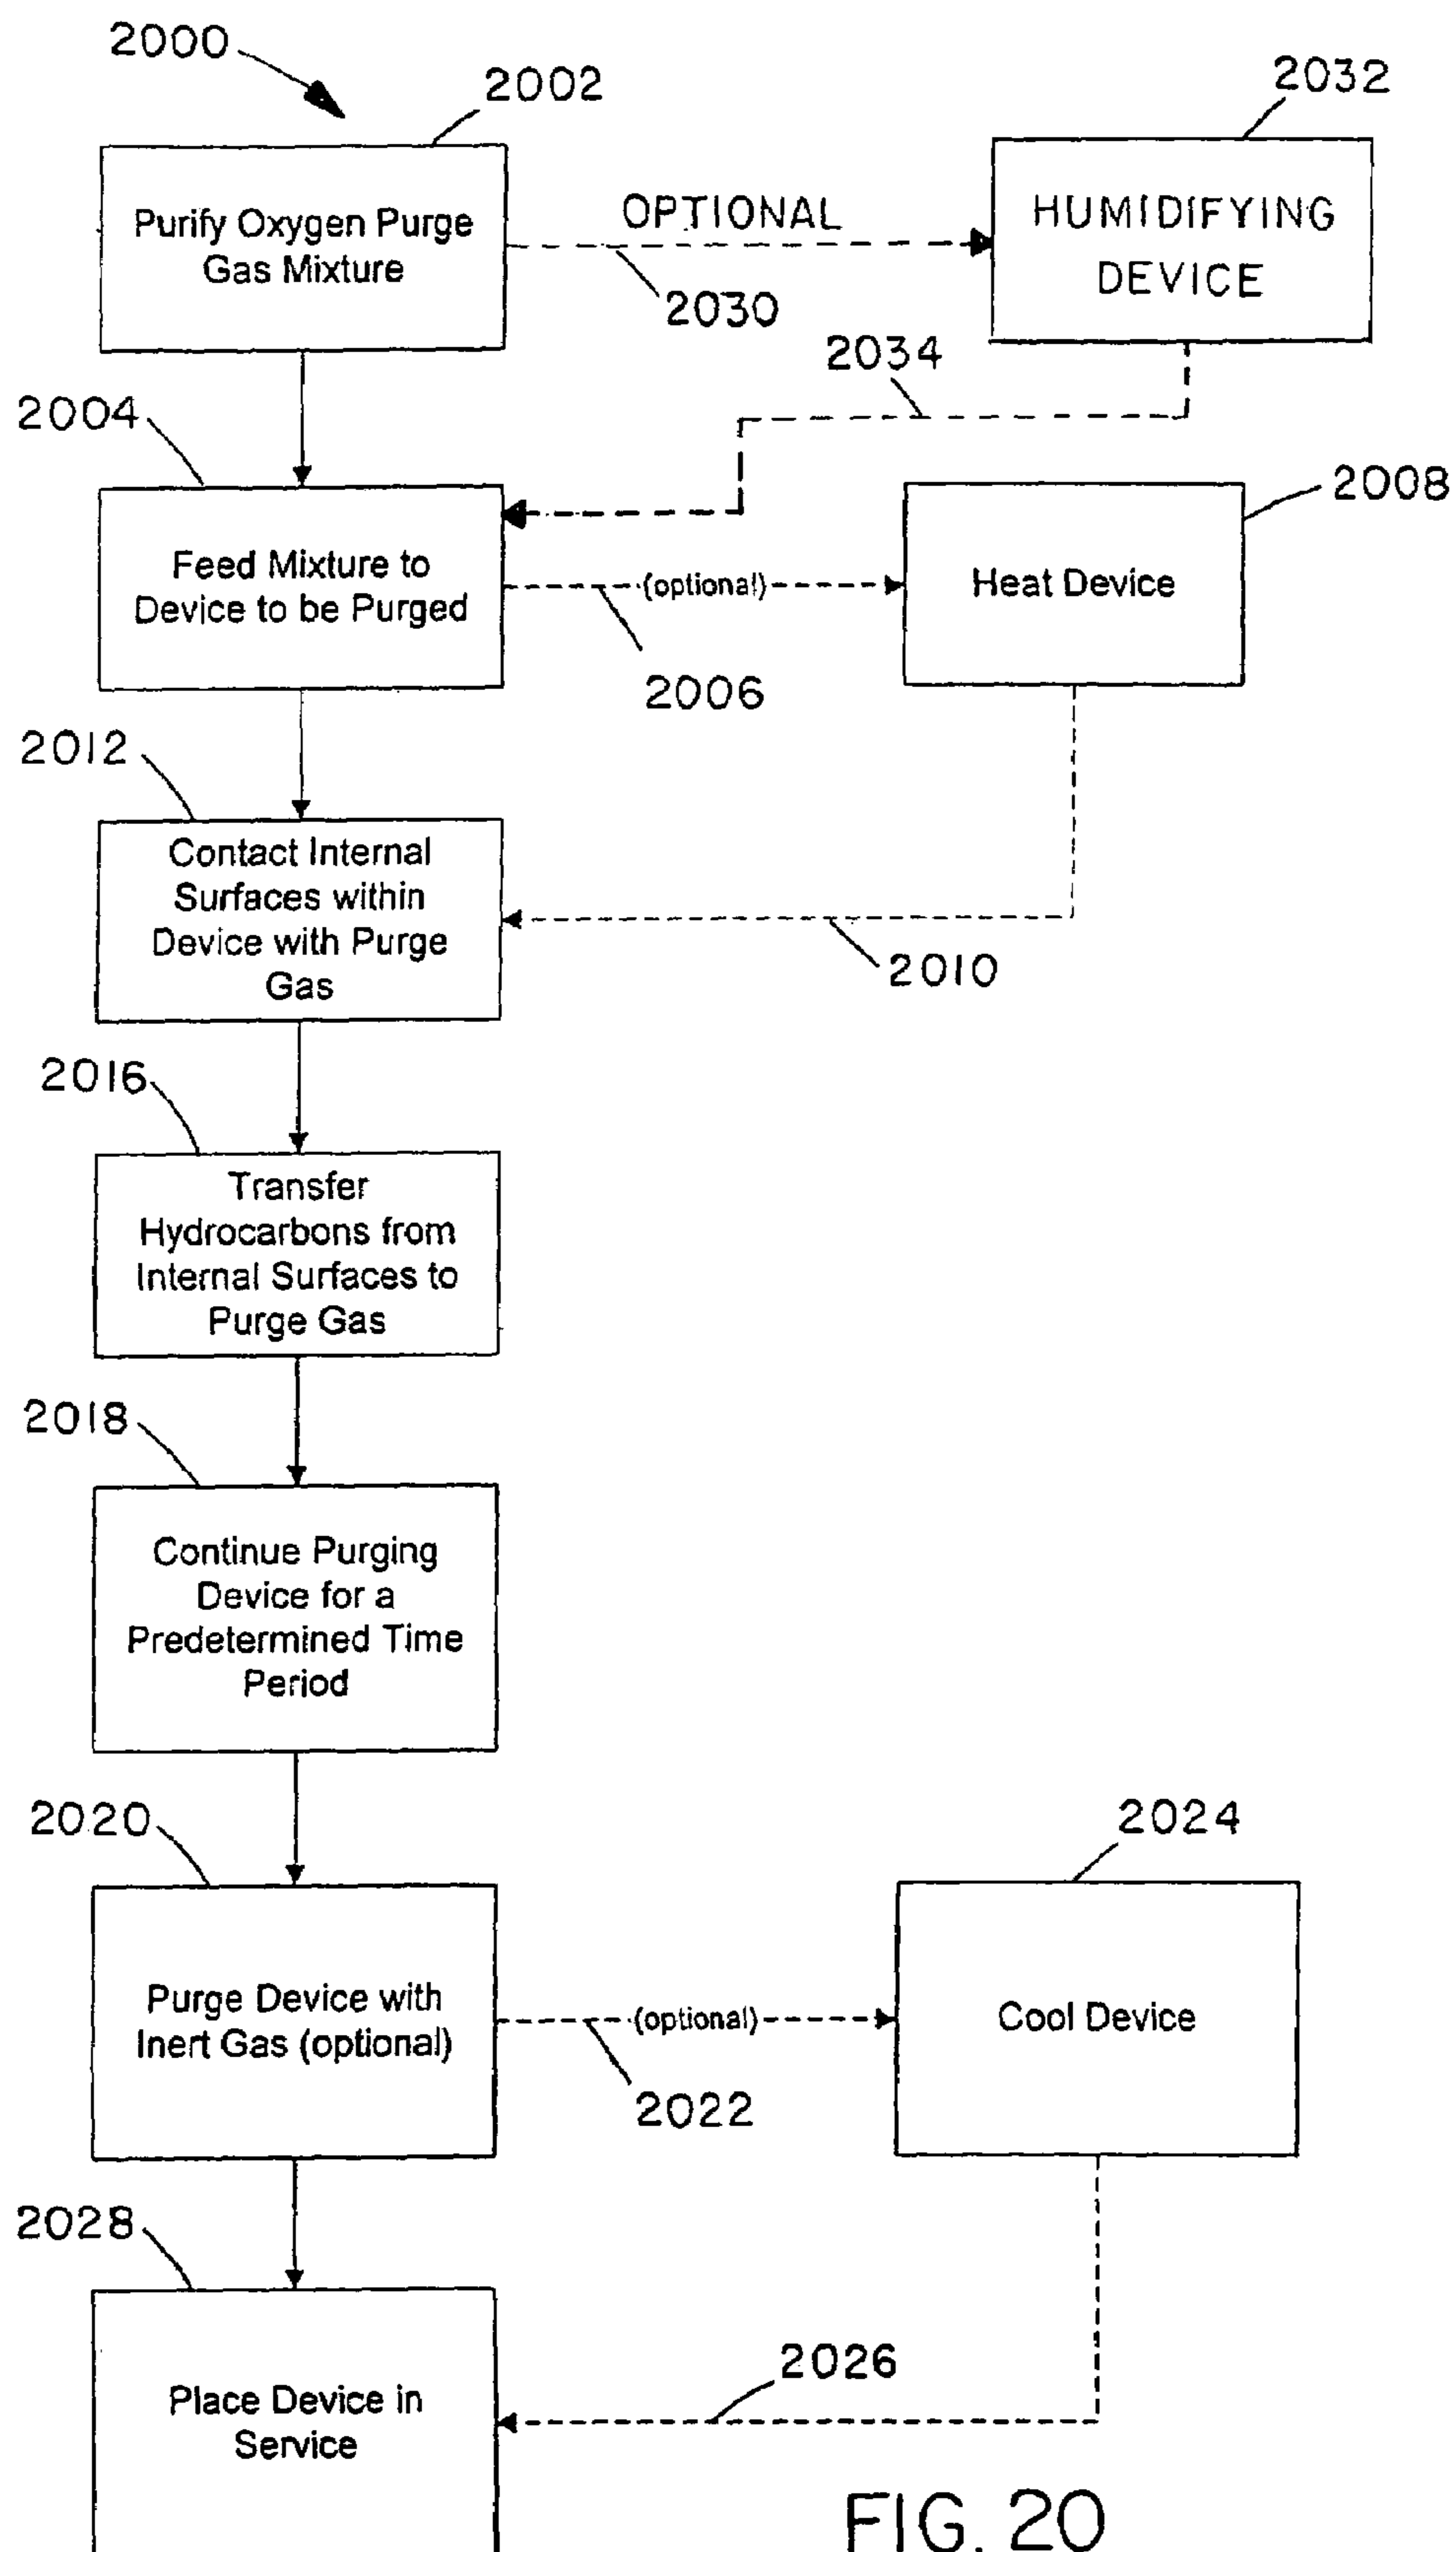 2000
2002
2032
Purify Oxygen Purge
Gas Mixture
OPTIONAL
2030
HUMIDIFYING
DEVICE
2034
2004
2008
Feed Mixture to
Device to be Purged
(optional)
2006
Heat Device
2012
Contact Internal
Surfaces within
Device with Purge
Gas
2010
2016
Transfer
Hydrocarbons from
Internal Surfaces to
Purge Gas
2018
Continue Purging
Device for a
Predetermined Time
Period
2020
2024
Purge Device with
Inert Gas (optional)
(optional)
2022
Cool Device
2028
2026
Place Device in
Service
FIG. 20